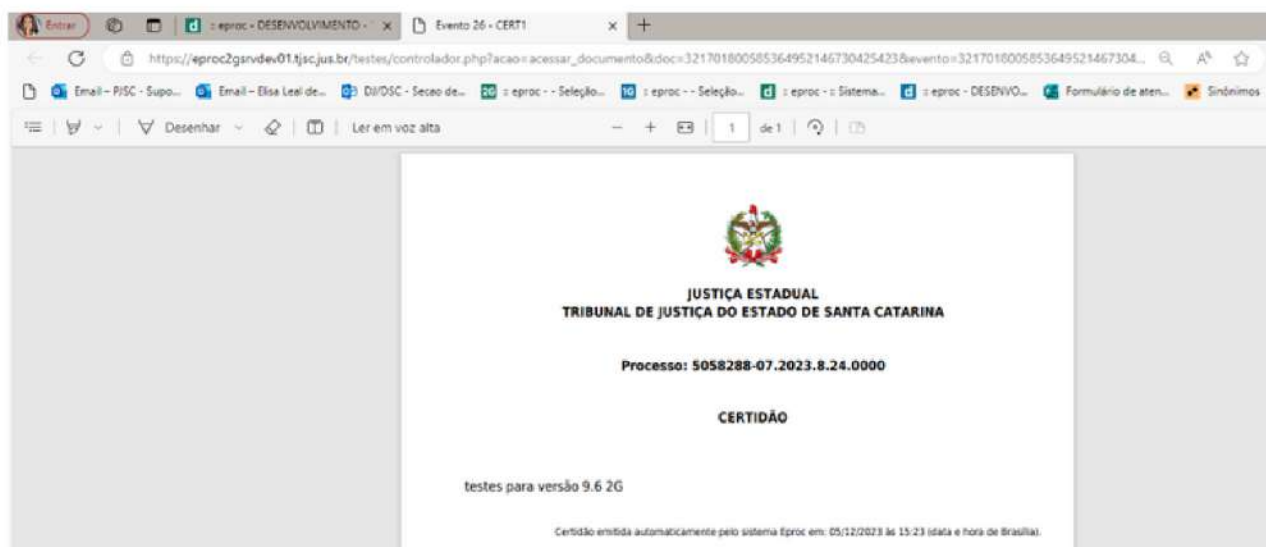 Entrar
:: eproc - DESENVOLVIMENTO -
Evento 26 - CERT1
https://eproc2gsrvdev01.tjsc.jus.br/testes/controlador.php?acao=acessar_documento&doc=321701800585364952146730425423&evento=3217018005853649521467304...
Email – PJSC - Supo...
Email – Elisa Leal de...
DJ/DSC - Secao de...
:: eproc - - Seleção...
:: eproc - - Seleção...
:: eproc - :: Sistema...
:: eproc - DESENVO...
Formulário de aten...
Sinônimos
Desenhar
Ler em voz alta
1
de 1
JUSTIÇA ESTADUAL
TRIBUNAL DE JUSTIÇA DO ESTADO DE SANTA CATARINA
Processo: 5058288-07.2023.8.24.0000
CERTIDÃO
testes para versão 9.6 2G
Certidão emitida automaticamente pelo sistema Eproc em: 05/12/2023 às 15:23 (data e hora de Brasília).